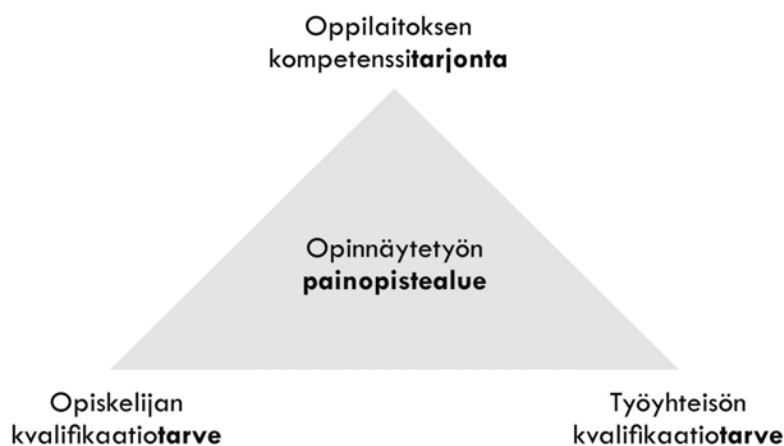 Oppilaitoksen
kompetenssitarjonta
Opinnäytetyön
painopistealue
Opiskelijan
kvalifikaatiotarve
Työyhteisön
kvalifikaatiotarve